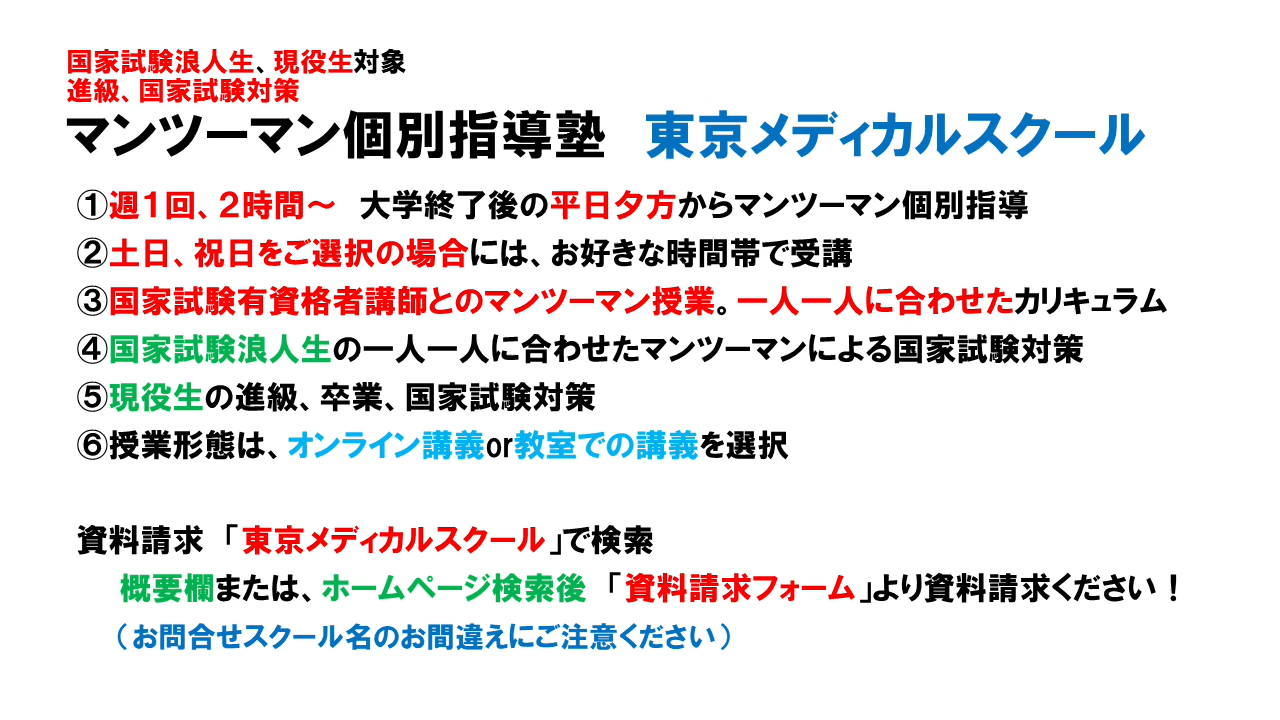 国家試験浪人生、現役生対象
進級、国家試験対策
マンツーマン個別指導塾　東京メディカルスクール
①週１回、２時間～　大学終了後の平日夕方からマンツーマン個別指導
②土日、祝日をご選択の場合には、お好きな時間帯で受講
③国家試験有資格者講師とのマンツーマン授業。一人一人に合わせたカリキュラム
④国家試験浪人生の一人一人に合わせたマンツーマンによる国家試験対策
⑤現役生の進級、卒業、国家試験対策
⑥授業形態は、オンライン講義or教室での講義を選択
資料請求　「東京メディカルスクール」で検索
概要欄または、ホームページ検索後　「資料請求フォーム」より資料請求ください！
（お問合せスクール名のお間違えにご注意ください）